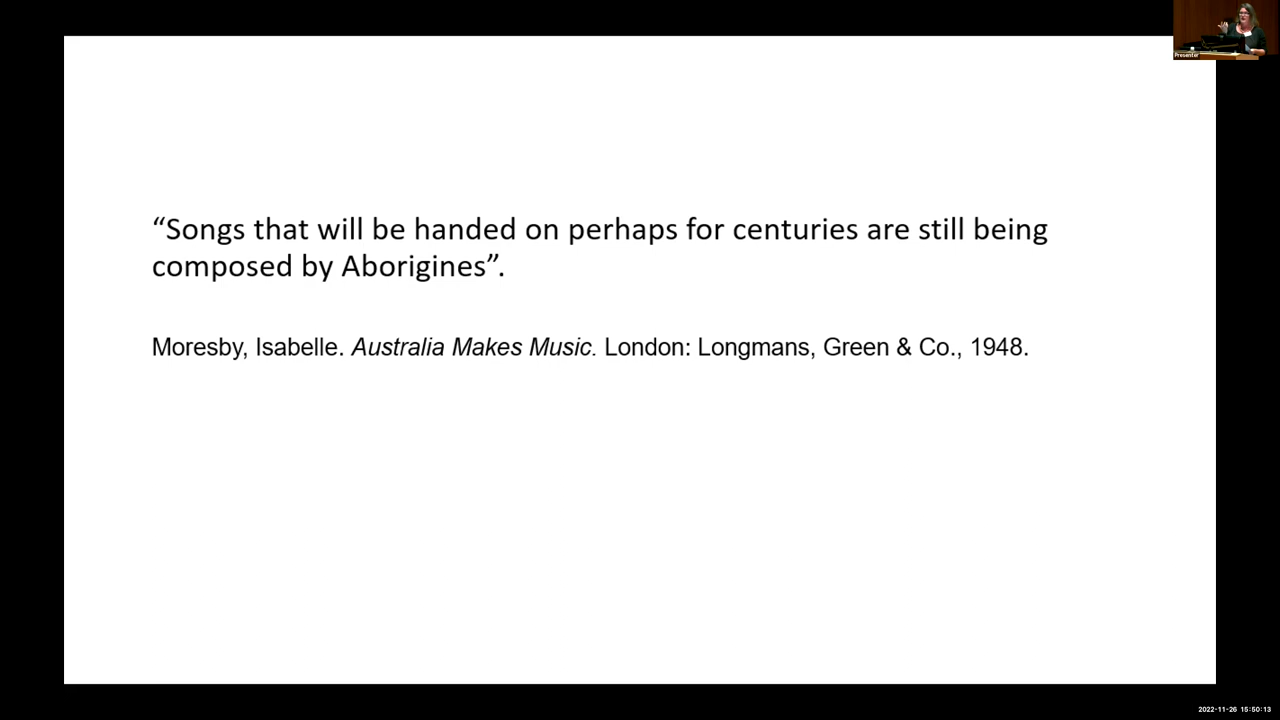 Presenter
“Songs that will be handed on perhaps for centuries are still being
composed by Aborigines”.
Moresby, Isabelle. Australia Makes Music. London: Longmans, Green & Co., 1948.
2022-11-26 15:50:13